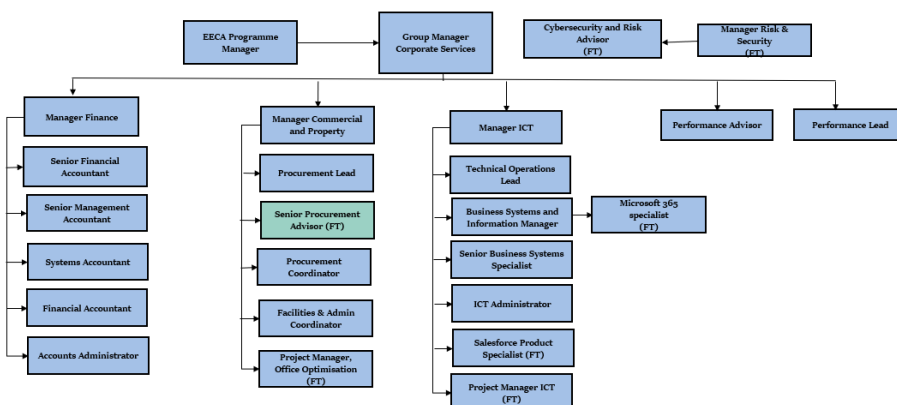 EECA Programme
Manager
Group Manager
Corporate Services
Cybersecurity and Risk
Advisor
(FT)
Manager Risk &
Security
(FT)
Manager Finance
Senior Financial
Accountant
Senior Management
Accountant
Systems Accountant
Financial Accountant
Accounts Administrator
Manager Commercial
and Property
Procurement Lead
Senior Procurement
Advisor (FT)
Procurement
Coordinator
Facilities & Admin
Coordinator
Project Manager,
Office Optimisation
(FT)
Manager ICT
Technical Operations
Lead
Business Systems and
Information Manager
Microsoft 365
specialist
(FT)
Senior Business Systems
Specialist
ICT Administrator
Salesforce Product
Specialist (FT)
Project Manager ICT
(FT)
Performance Advisor
Performance Lead